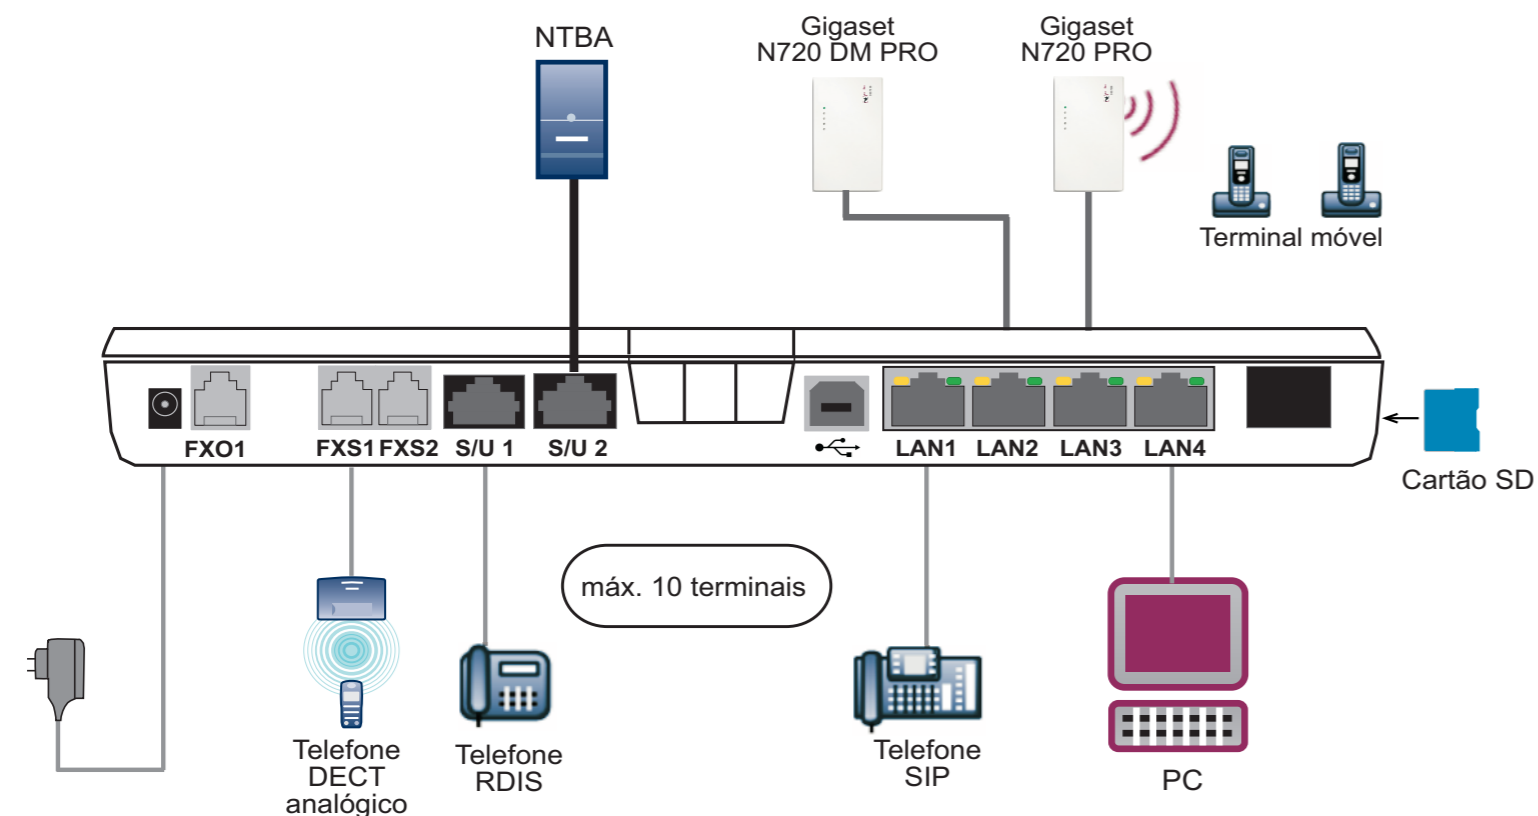 NTBA
Gigaset
N720 DM PRO
Gigaset
N720 PRO
Terminal móvel
FXO1
FXS1
FXS2
S/U 1
S/U 2
LAN1
LAN2
LAN3
LAN4
Cartão SD
máx. 10 terminais
Telefone
DECT
analógico
Telefone
RDIS
Telefone
SIP
PC